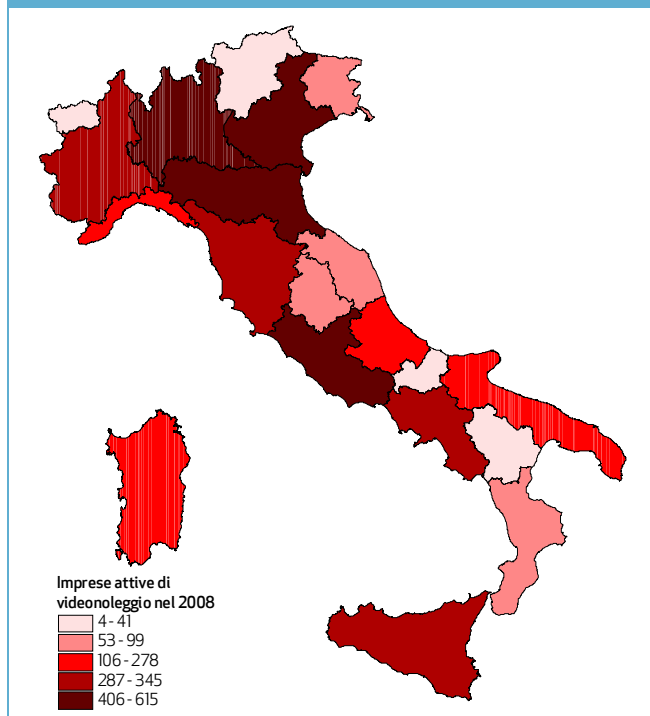 Imprese attive di
videonoleggio nel 2008
4 - 41
53 - 99
106 - 278
287 - 345
406 - 615